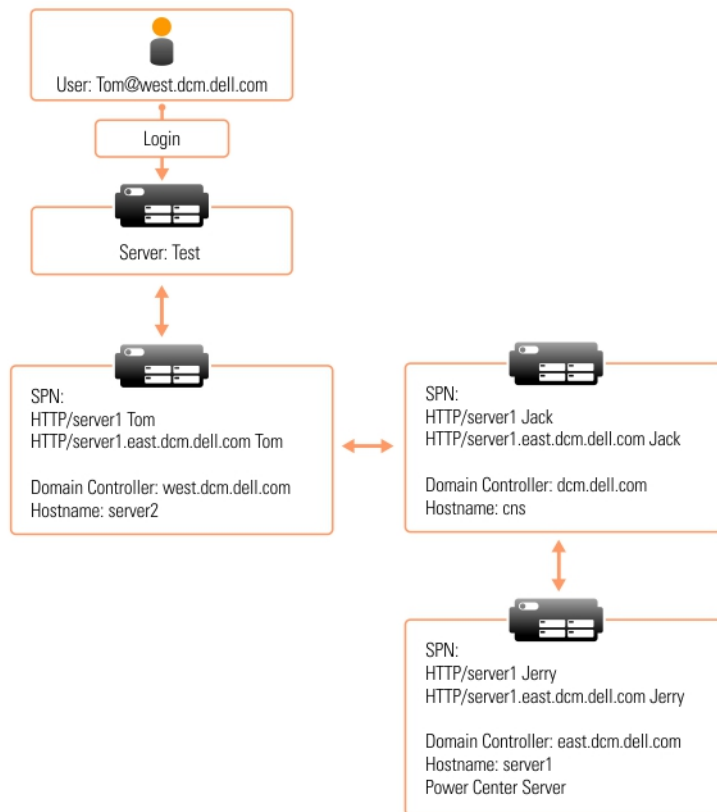 User: Tom@west.dcm.dell.com
Login
Server: Test
SPN:
HTTP/server1 Tom
HTTP/server1.east.dcm.dell.com Tom
Domain Controller: west.dcm.dell.com
Hostname: server2
SPN:
HTTP/server1 Jack
HTTP/server1.east.dcm.dell.com Jack
Domain Controller: dcm.dell.com
Hostname: cns
SPN:
HTTP/server1 Jerry
HTTP/server1.east.dcm.dell.com Jerry
Domain Controller: east.dcm.dell.com
Hostname: server1
Power Center Server